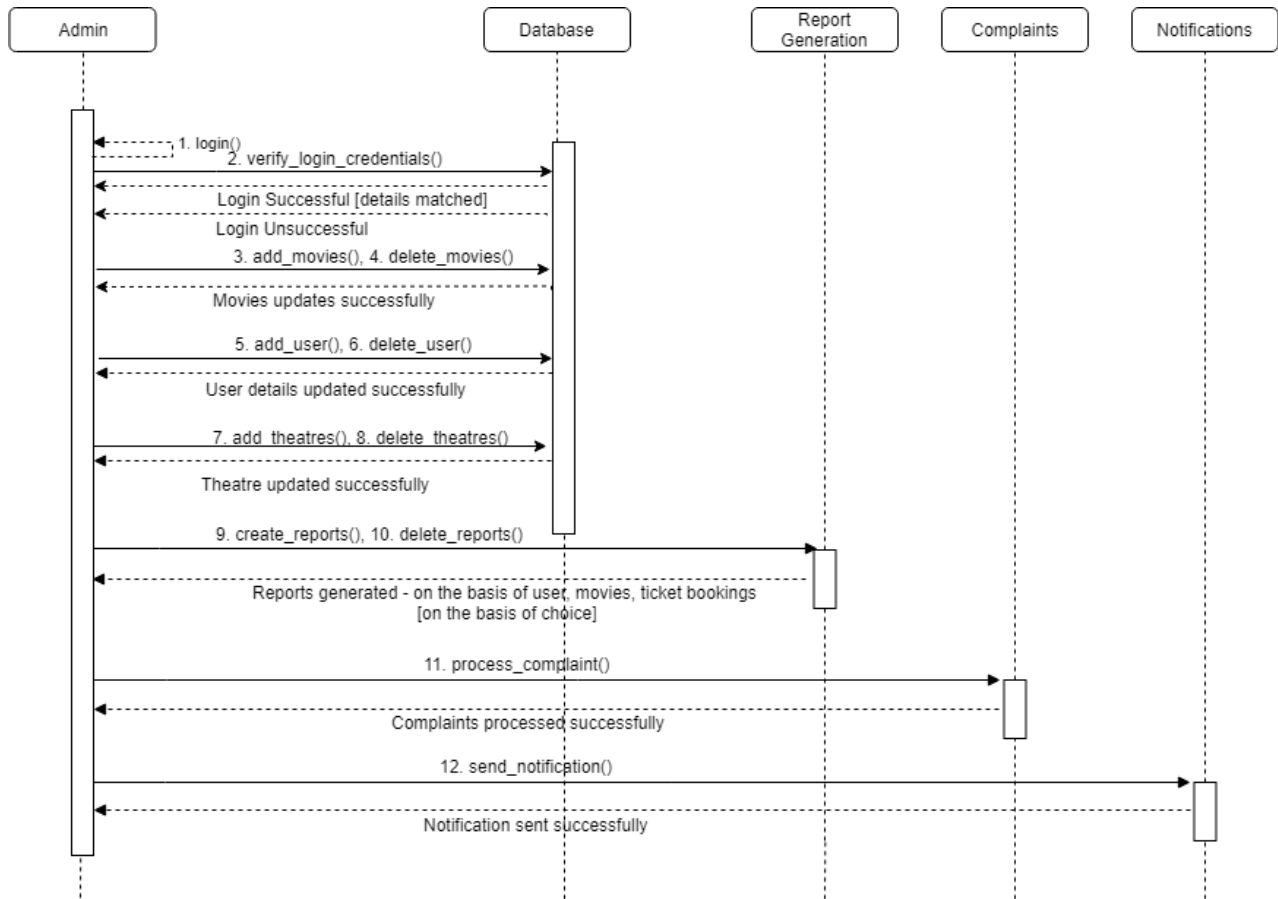 Admin
Database
Report
Generation
Complaints
Notifications
1. login()
2. verify_login_credentials()
Login Successful [details matched]
Login Unsuccessful
3. add_movies(), 4. delete_movies()
Movies updates successfully
5. add_user(), 6. delete_user()
User details updated successfully
7. add_theatres(), 8. delete_theatres()
Theatre updated successfully
9. create_reports(), 10. delete_reports()
Reports generated - on the basis of user, movies, ticket bookings
[on the basis of choice]
11. process_complaint()
Complaints processed successfully
12. send_notification()
Notification sent successfully